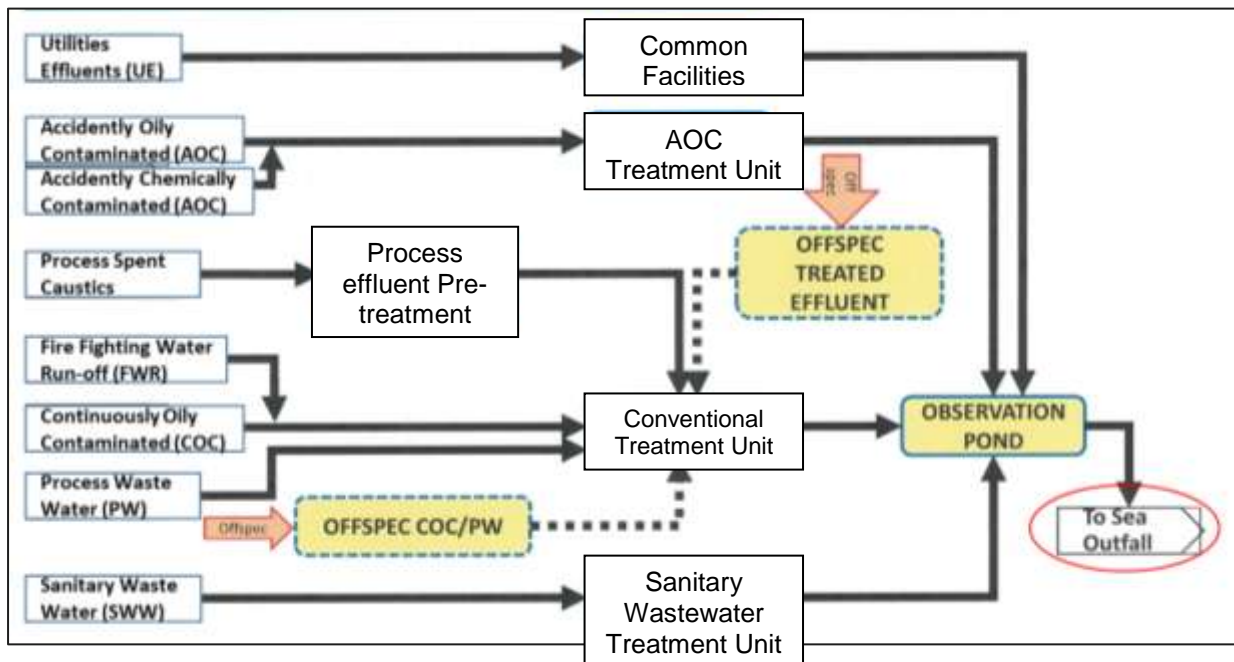 Utilities
Effluents (UE)
Common
Facilities
Accidently Oily
Contaminated (AOC)
Accidently Chemically
Contaminated (AOC)
AOC
Treatment Unit
Off
spec
OFFSPEC
TREATED
EFFLUENT
Process Spent
Caustics
Process
effluent Pre-
treatment
Fire Fighting Water
Run-off (FWR)
Continuously Oily
Contaminated (COC)
Conventional
Treatment Unit
OBSERVATION
POND
Process Waste
Water (PW)
Offspec
OFFSPEC COC/PW
To Sea
Outfall
Sanitary Waste
Water (SWW)
Sanitary
Wastewater
Treatment Unit